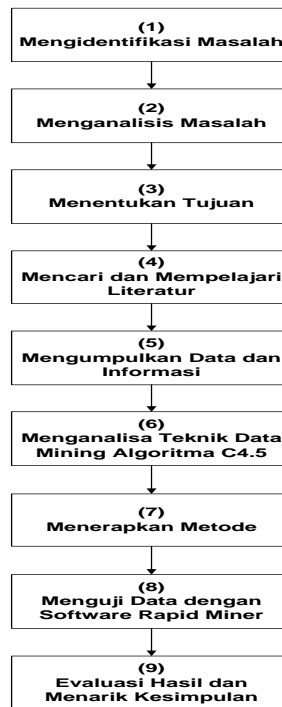 (1)
Mengidentifikasi Masalah
(2)
Menganalisis Masalah
(3)
Menentukan Tujuan
(4)
Mencari dan Mempelajari
Literatur
(5)
Mengumpulkan Data dan
Informasi
(6)
Menganalisa Teknik Data
Mining Algoritma C4.5
(7)
Menerapkan Metode
(8)
Menguji Data dengan
Software Rapid Miner
(9)
Evaluasi Hasil dan
Menarik Kesimpulan